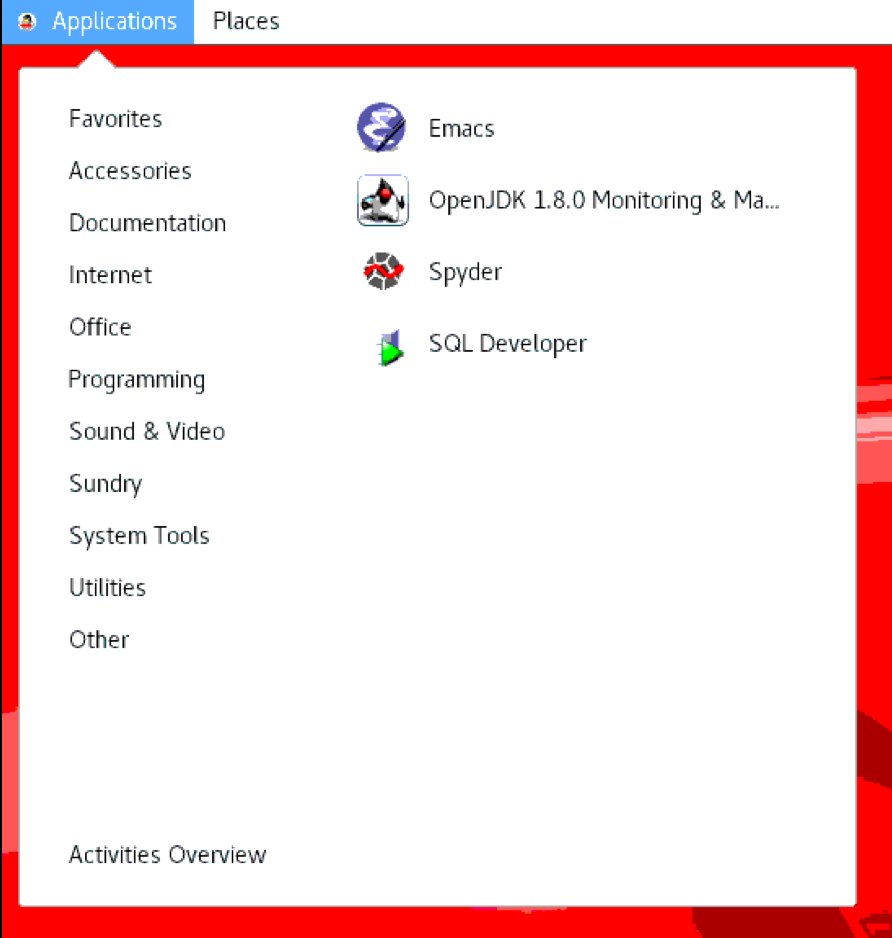 Applications Places
Favorites
Accessories
Documentation
Internet
Office
Programming
Sound & Video
Sundry
System Tools
Utilities
Other
Activities Overview
Emacs
OpenJDK 1.8.0 Monitoring & Ma...
Spyder
SQL Developer